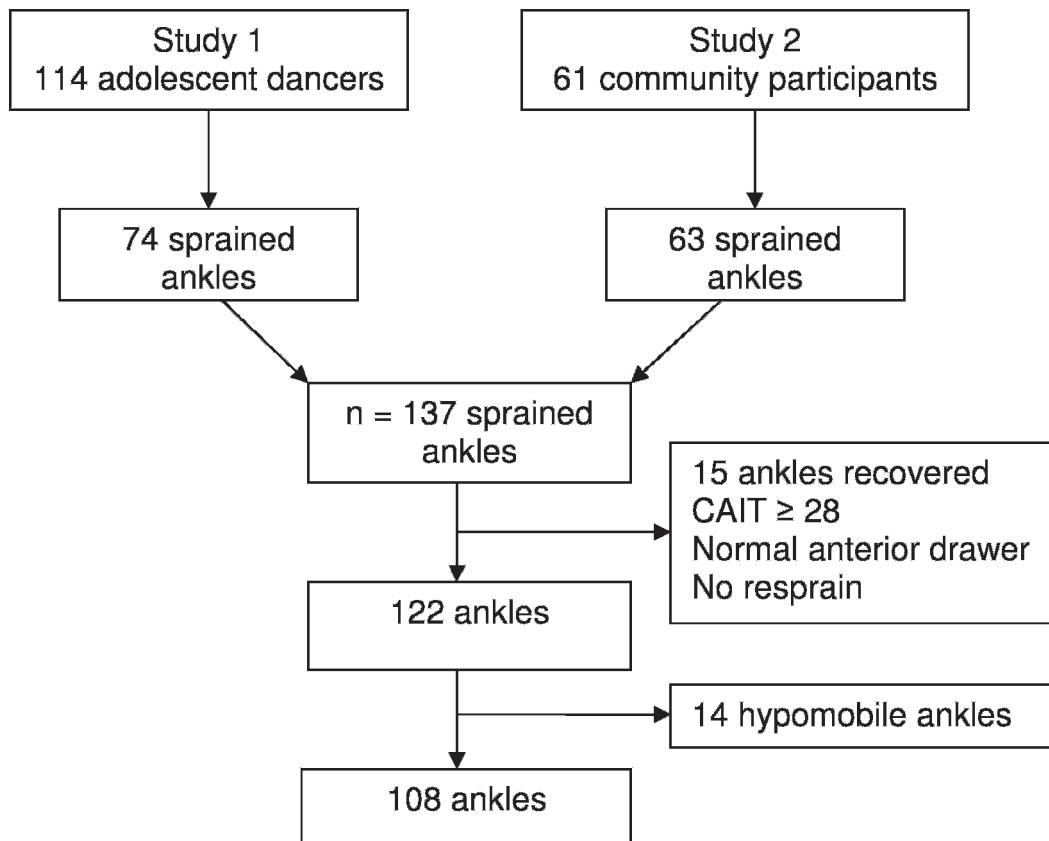 Study 1
114 adolescent dancers
Study 2
61 community participants
74 sprained
ankles
63 sprained
ankles
n = 137 sprained
ankles
15 ankles recovered
CAIT ≥ 28
Normal anterior drawer
No resprain
122 ankles
14 hypomobile ankles
108 ankles